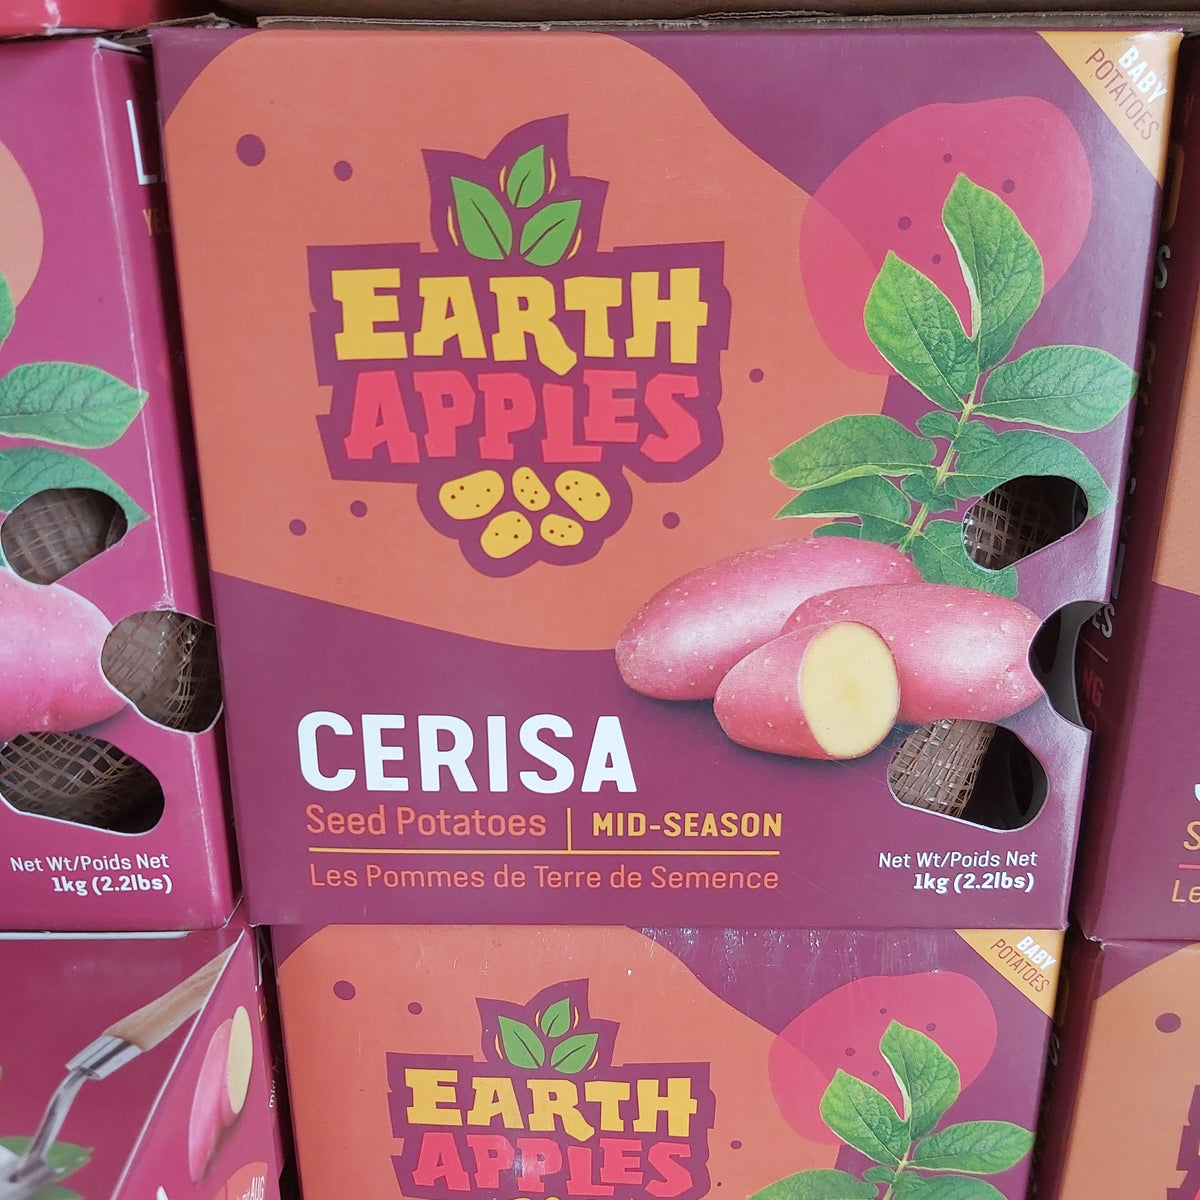 BABY
POTATOES
EARTH
APPLES
CERISA
Seed Potatoes | MID-SEASON
Les Pommes de Terre de Semence
Net Wt/Poids Net
1kg (2.2lbs)
Net Wt/Poids Net
1kg (2.2lbs)
BABY
POTATOES
EARTH
APPLES